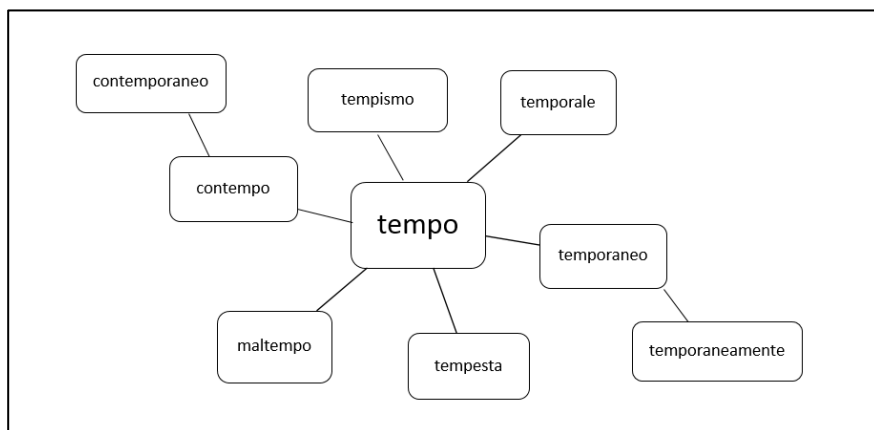 contemporaneo
tempismo
temporale
contempo
tempo
temporaneo
maltempo
tempesta
temporaneamente